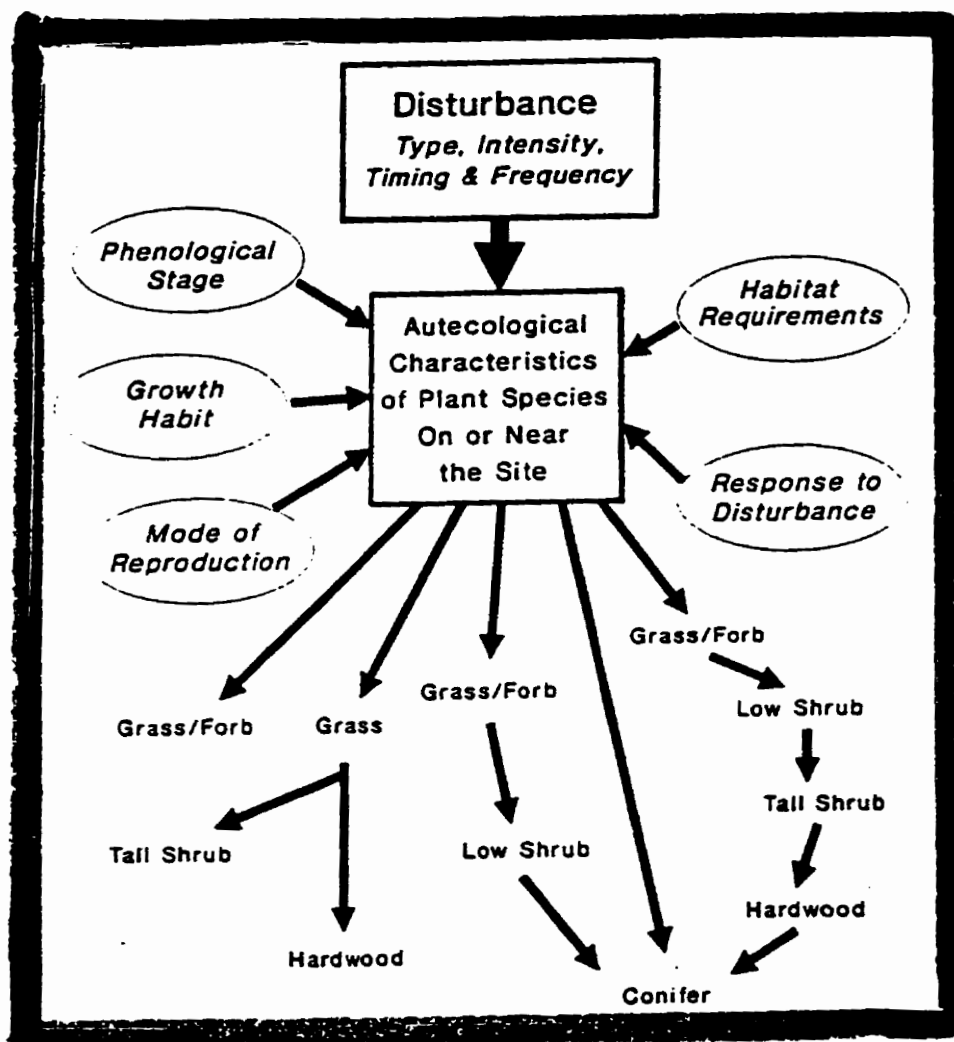 Disturbance
Type, Intensity,
Timing & Frequency
Phenological
Stage
Habitat
Requirements
Autecological
Characteristics
of Plant Species
On or Near
the Site
Growth
Habit
Mode of
Reproduction
Response to
Disturbance
Grass/Forb
Grass
Grass/Forb
Grass/Forb
Low Shrub
Tall Shrub
Tall Shrub
Low Shrub
Hardwood
Hardwood
Conifer